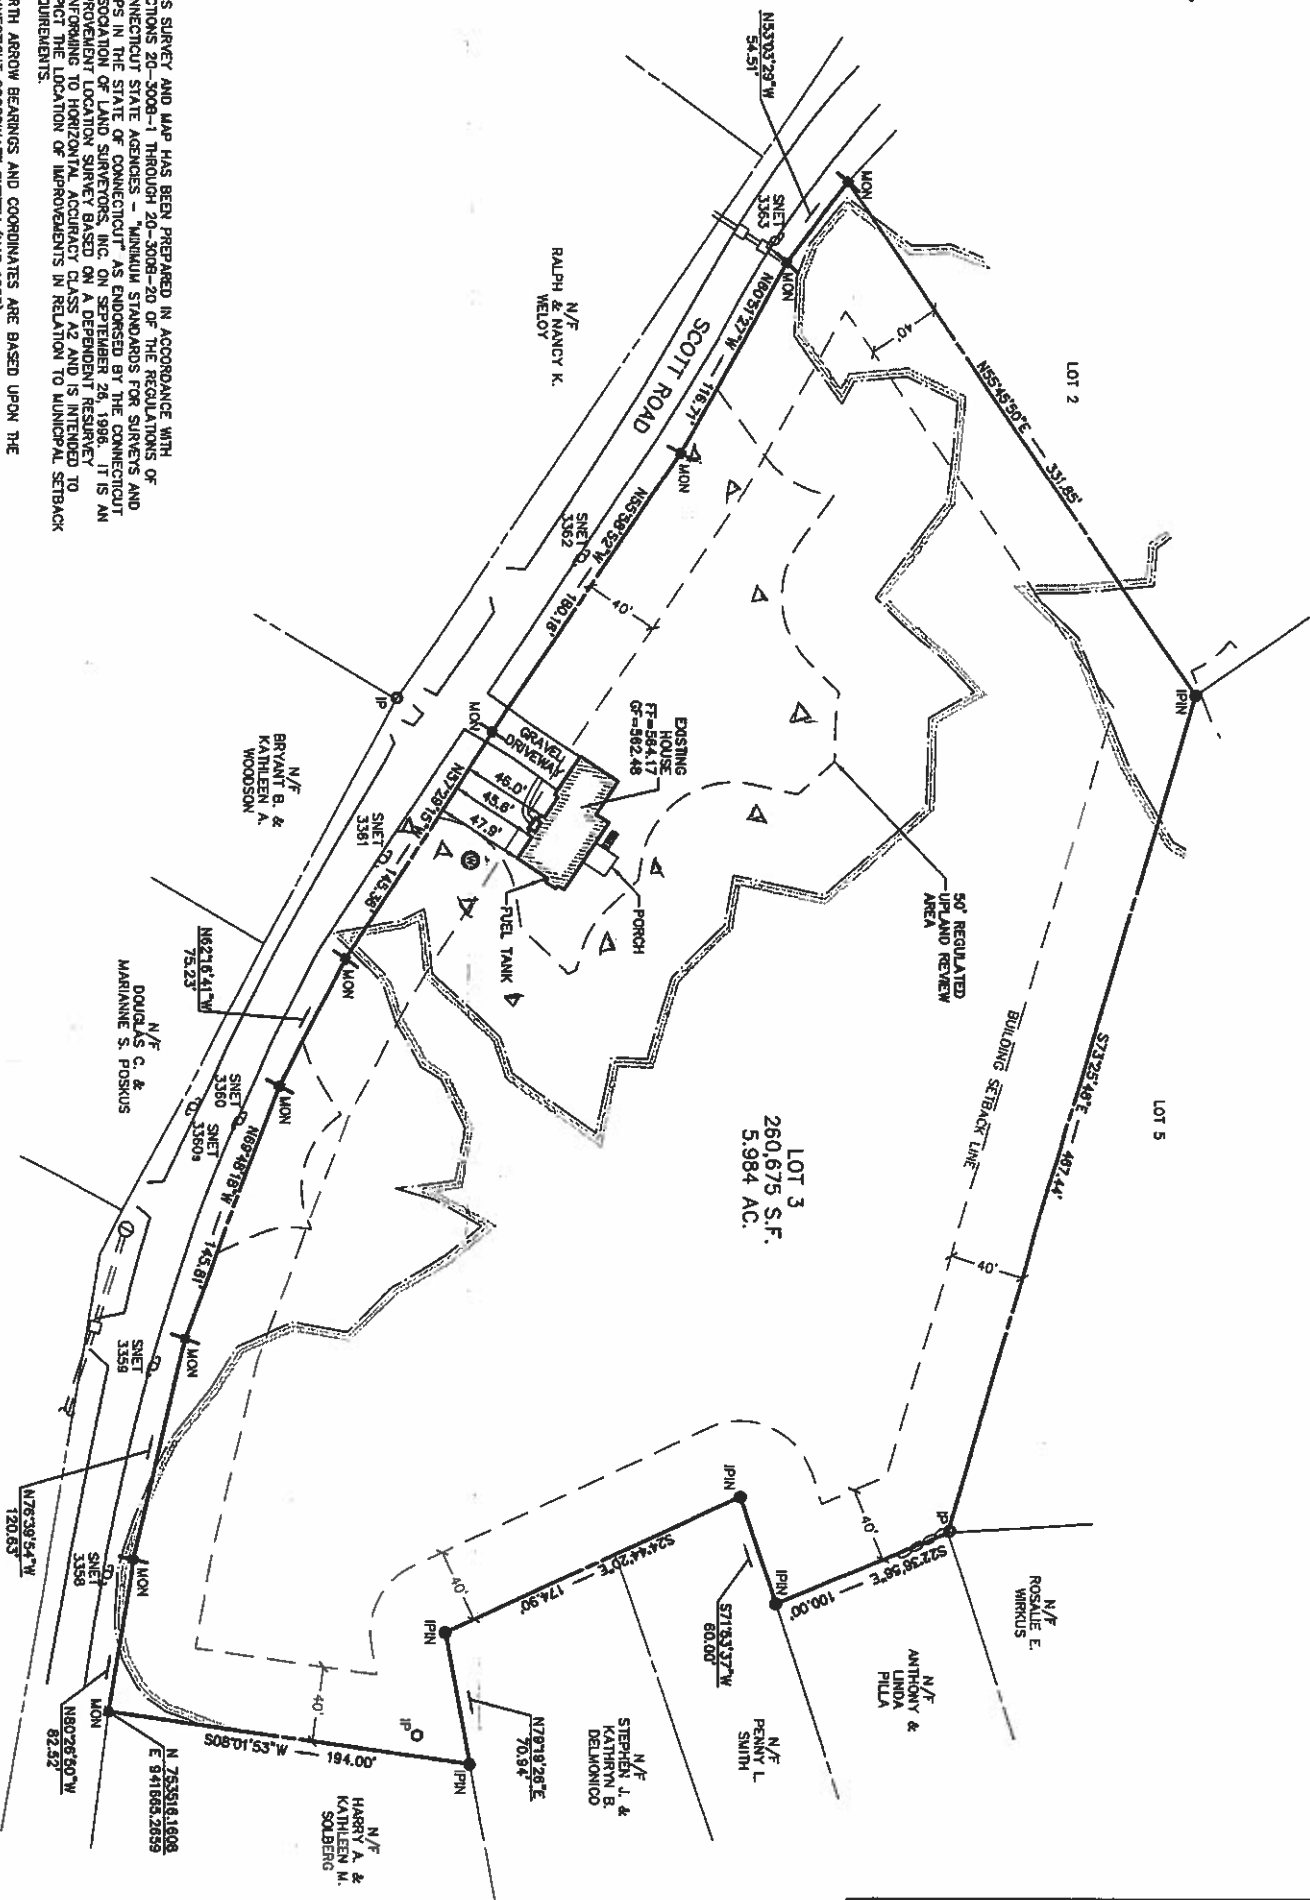 S SURVEY AND MAP HAS BEEN PREPARED IN ACCORDANCE WITH
CTIONS 20-300B-1 THROUGH 20-300B-20 OF THE REGULATIONS OF
NNECTICUT STATE AGENCIES - "MINIMUM STANDARDS FOR SURVEYS AND
PS IN THE STATE OF CONNECTICUT" AS ENDORSED BY THE CONNECTICUT
SOCIATION OF LAND SURVEYORS, INC. ON SEPTEMBER 26, 1996. IT IS AN
PROVEMENT LOCATION SURVEY BASED ON A DEPENDENT RESURVEY
NFORMING TO HORIZONTAL ACCURACY CLASS A2 AND IS INTENDED TO
PICT THE LOCATION OF IMPROVEMENTS IN RELATION TO MUNICIPAL SETBACK
QUIREMENTS.
RTH ARROW BEARINGS AND COORDINATES ARE BASED UPON THE
N53°03'29"W
54.51'
MON
SNET
3363
MON
N60°51'27"W — 116.71'
SCOTT ROAD
N/F
RALPH & NANCY K.
WELOY
LOT 2
40'
N55°45'50"E — 331.85'
MON
N55°58'52"W — 180.18'
SNET
3362
40'
IPIN
IP
MON
GRAVEL
DRIVEWAY
EXISTING
HOUSE
FF=564.17
GF=562.48
46.0'
45.6'
47.9'
N57°29'15"W — 145.36'
SNET
3361
W
PORCH
FUEL TANK
50' REGULATED
UPLAND REVIEW
AREA
N/F
BRYANT B. &
KATHLEEN A.
WOODSON
MON
N62°16'41"W
75.23'
MON
BUILDING SETBACK LINE
S73°25'48"E — 487.44'
LOT 5
LOT 3
260,675 S.F.
5.984 AC.
N/F
DOUGLAS C. &
MARIANNE S. POSKUS
SNET
3360
SNET
3360s
N69°48'18"W — 145.61'
MON
SNET
3359
40'
N76°39'54"W
120.63'
MON
SNET
3358
IPIN
IP
40'
S22°36'56"E — 100.00'
IPIN
S71°53'37"W
60.00'
S24°44'20"E — 174.90'
40'
IPIN
N79°19'26"E
70.94'
IPIN
IP
40'
S08°01'53"W — 194.00'
MON
N80°26'50"W
82.52'
N 753516.1608
E 941665.2659
N/F
ROSALIE E.
WIRKUS
N/F
ANTHONY &
LINDA
PILLA
N/F
PENNY L.
SMITH
N/F
STEPHEN J. &
KATHRYN B.
DELMONICO
N/F
HARRY A. &
KATHLEEN M.
SOLBERG